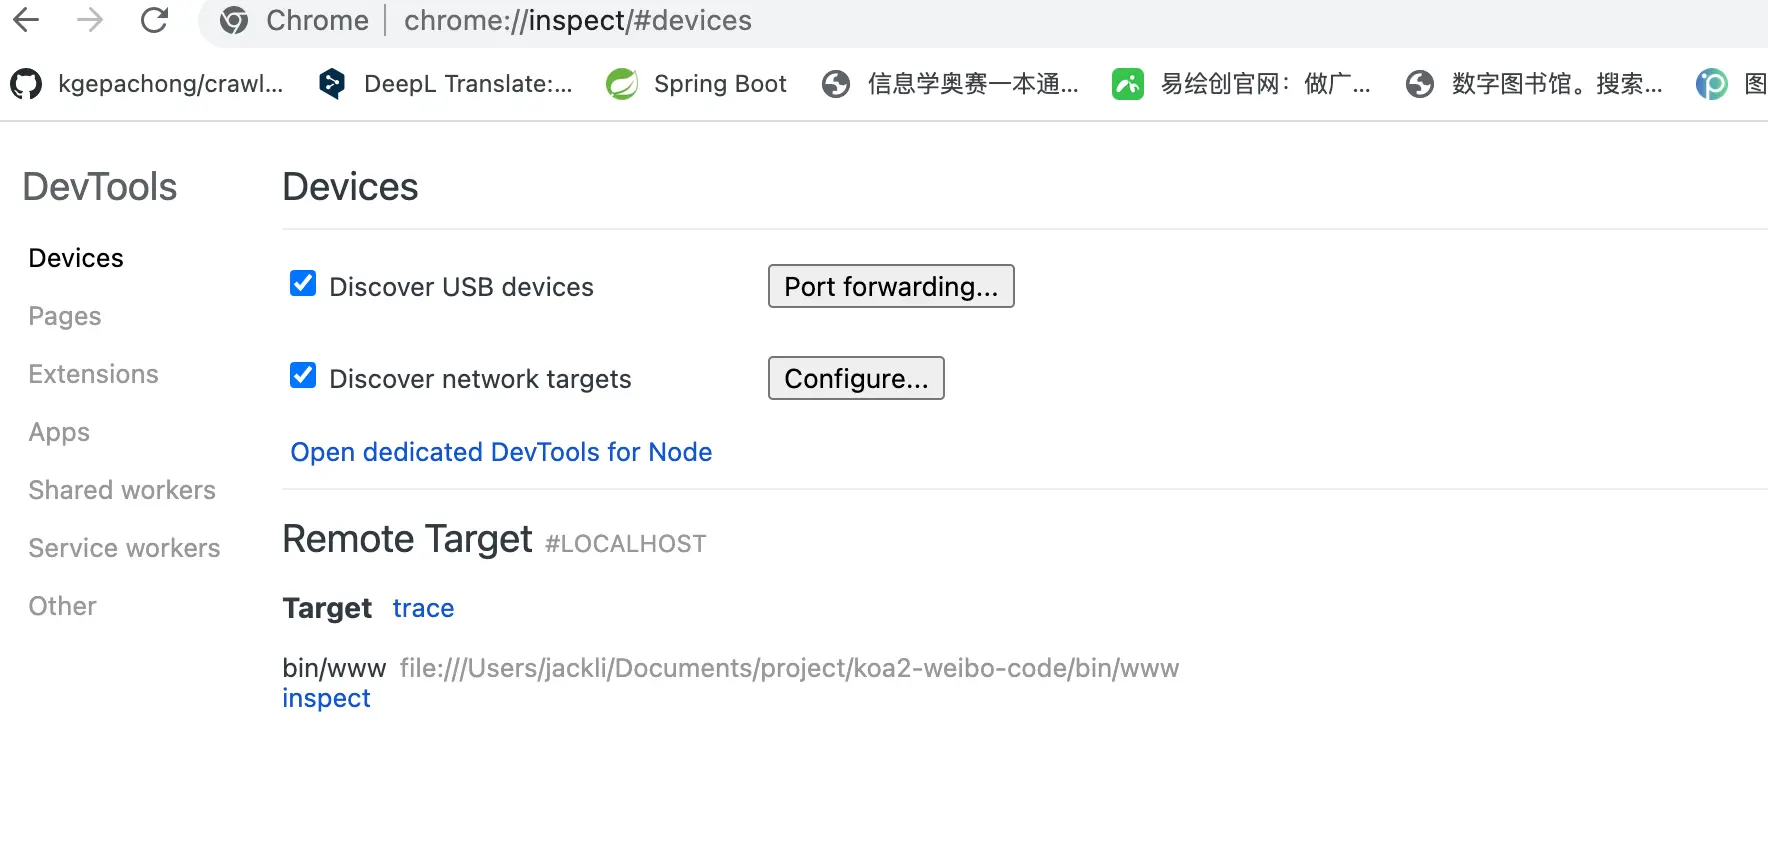 Chrome | chrome://inspect/#devices
kgepachong/crawl... DeepL Translate:... Spring Boot 信息学奥赛一本通... 易绘创官网：做广... 数字图书馆。搜索... 图
DevTools
Devices
Pages
Extensions
Apps
Shared workers
Service workers
Other
Devices
Discover USB devices Port forwarding...
Discover network targets Configure...
Open dedicated DevTools for Node
Remote Target #LOCALHOST
Target trace
bin/www file:///Users/jackli/Documents/project/koa2-weibo-code/bin/www
inspect